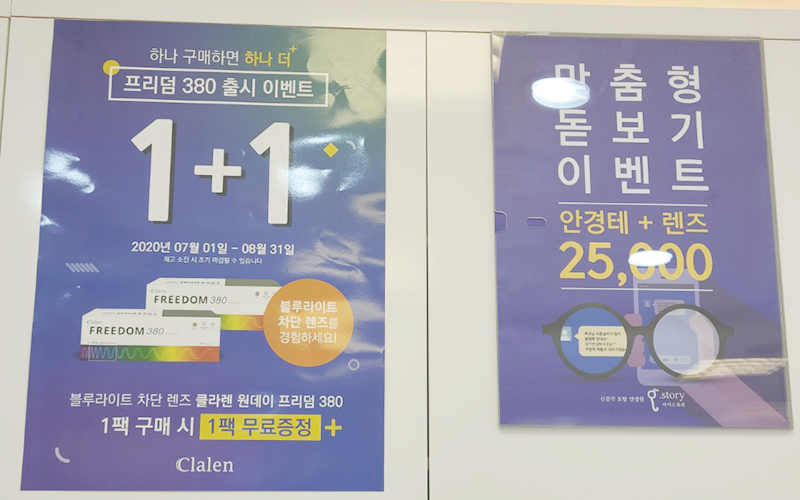 하나 구매하면 하나 더+
프리덤 380 출시 이벤트
1+1
2020년 07월 01일 - 08월 31일
재고 소진 시 조기 마감될 수 있습니다
FREEDOM 380
Clalen
FREEDOM 380
블루라이트
차단 렌즈를
경험하세요!
블루라이트 차단 렌즈 클라렌 원데이 프리덤 380
1팩 구매 시 1팩 무료증정 +
Clalen
맞춤형
돋보기
이벤트
안경테 + 렌즈
25,000
.story